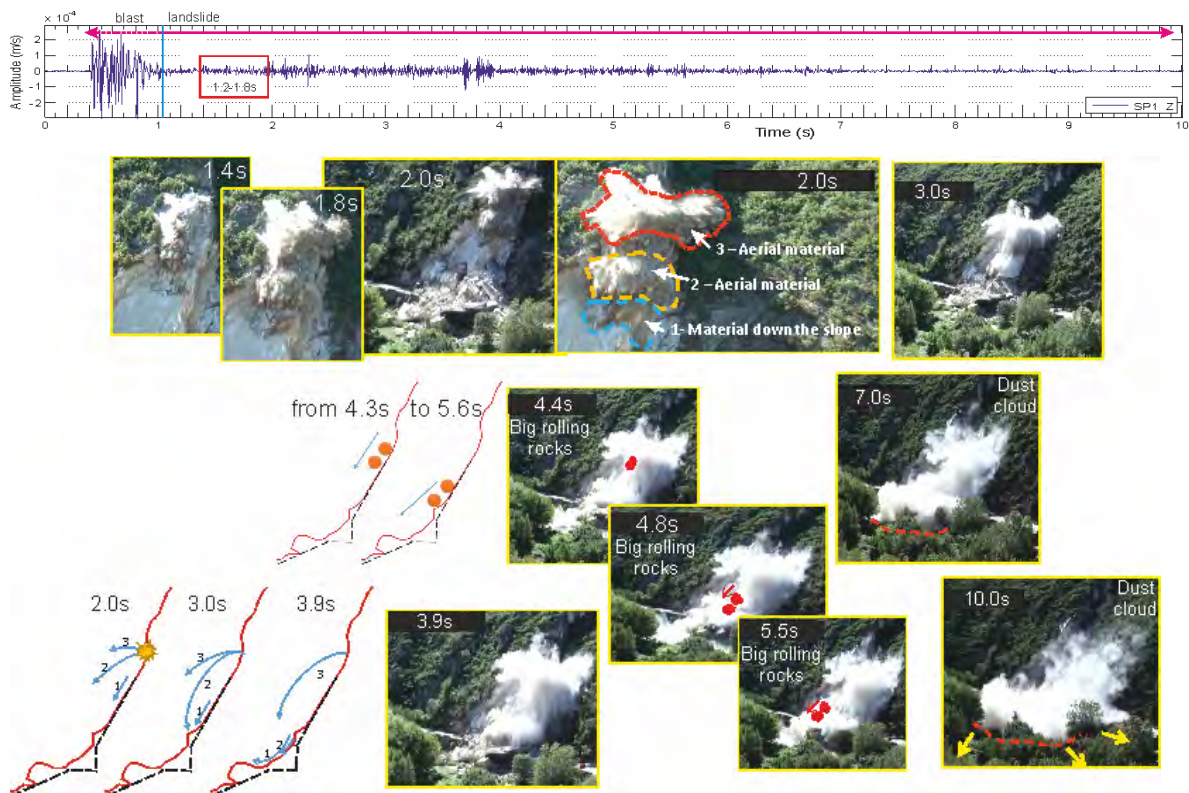 blast landslide
× 10⁻⁴
Amplitude (m/s)
2
1
0
-1
-2
1.2-1.8s
SP1 Z
0 1 2 3 4 5 6 7 8 9 10
Time (s)
1.4s
1.8s
2.0s
2.0s
3 – Aerial material
2 – Aerial material
1- Material down the slope
3.0s
from 4.3s to 5.6s
4.4s
Big rolling
rocks
4.8s
Big rolling
rocks
5.5s
Big rolling
rocks
7.0s
Dust
cloud
2.0s 3.0s 3.9s
3
2
1
3
2
1
3
2
1
3.9s
10.0s
Dust
cloud